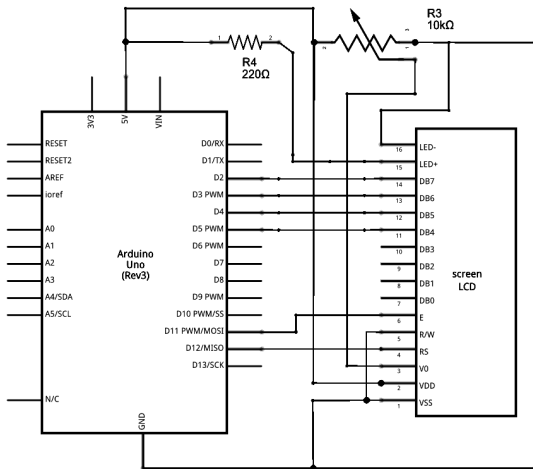 R3
10kΩ
3
1 2
2
1
R4
220Ω
3V3
5V
VIN
RESET
RESET2
AREF
ioref
A0
A1
A2
A3
A4/SDA
A5/SCL
N/C
Arduino
Uno
(Rev3)
D0/RX
D1/TX
D2
D3 PWM
D4
D5 PWM
D6 PWM
D7
D8
D9 PWM
D10 PWM/SS
D11 PWM/MOSI
D12/MISO
D13/SCK
GND
16 LED-
15 LED+
14 DB7
13 DB6
12 DB5
11 DB4
10 DB3
9 DB2
8 DB1
7 DB0
6 E
5 R/W
4 RS
3 V0
2 VDD
1 VSS
screen
LCD